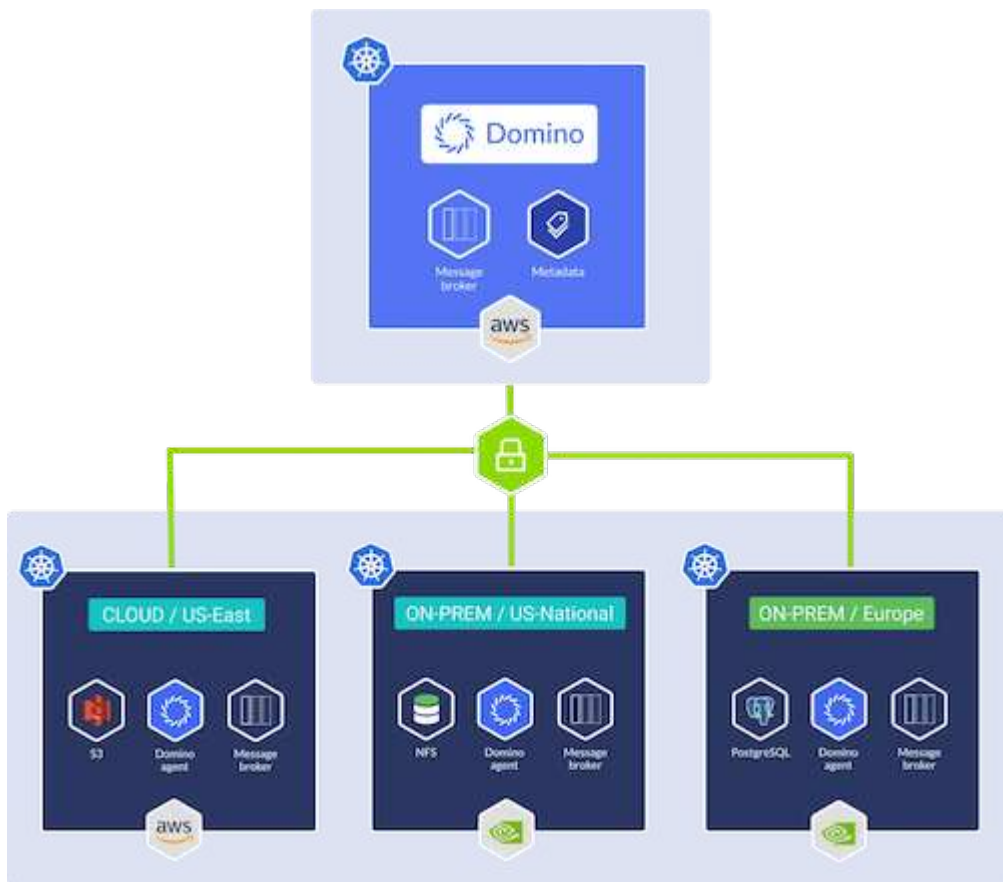 Domino
Message
broker
Metadata
aws
CLOUD / US-East
ON-PREM / US-National
ON-PREM / Europe
S3
Domino
agent
Message
broker
NFS
Domino
agent
Message
broker
PostgreSQL
Domino
agent
Message
broker
aws